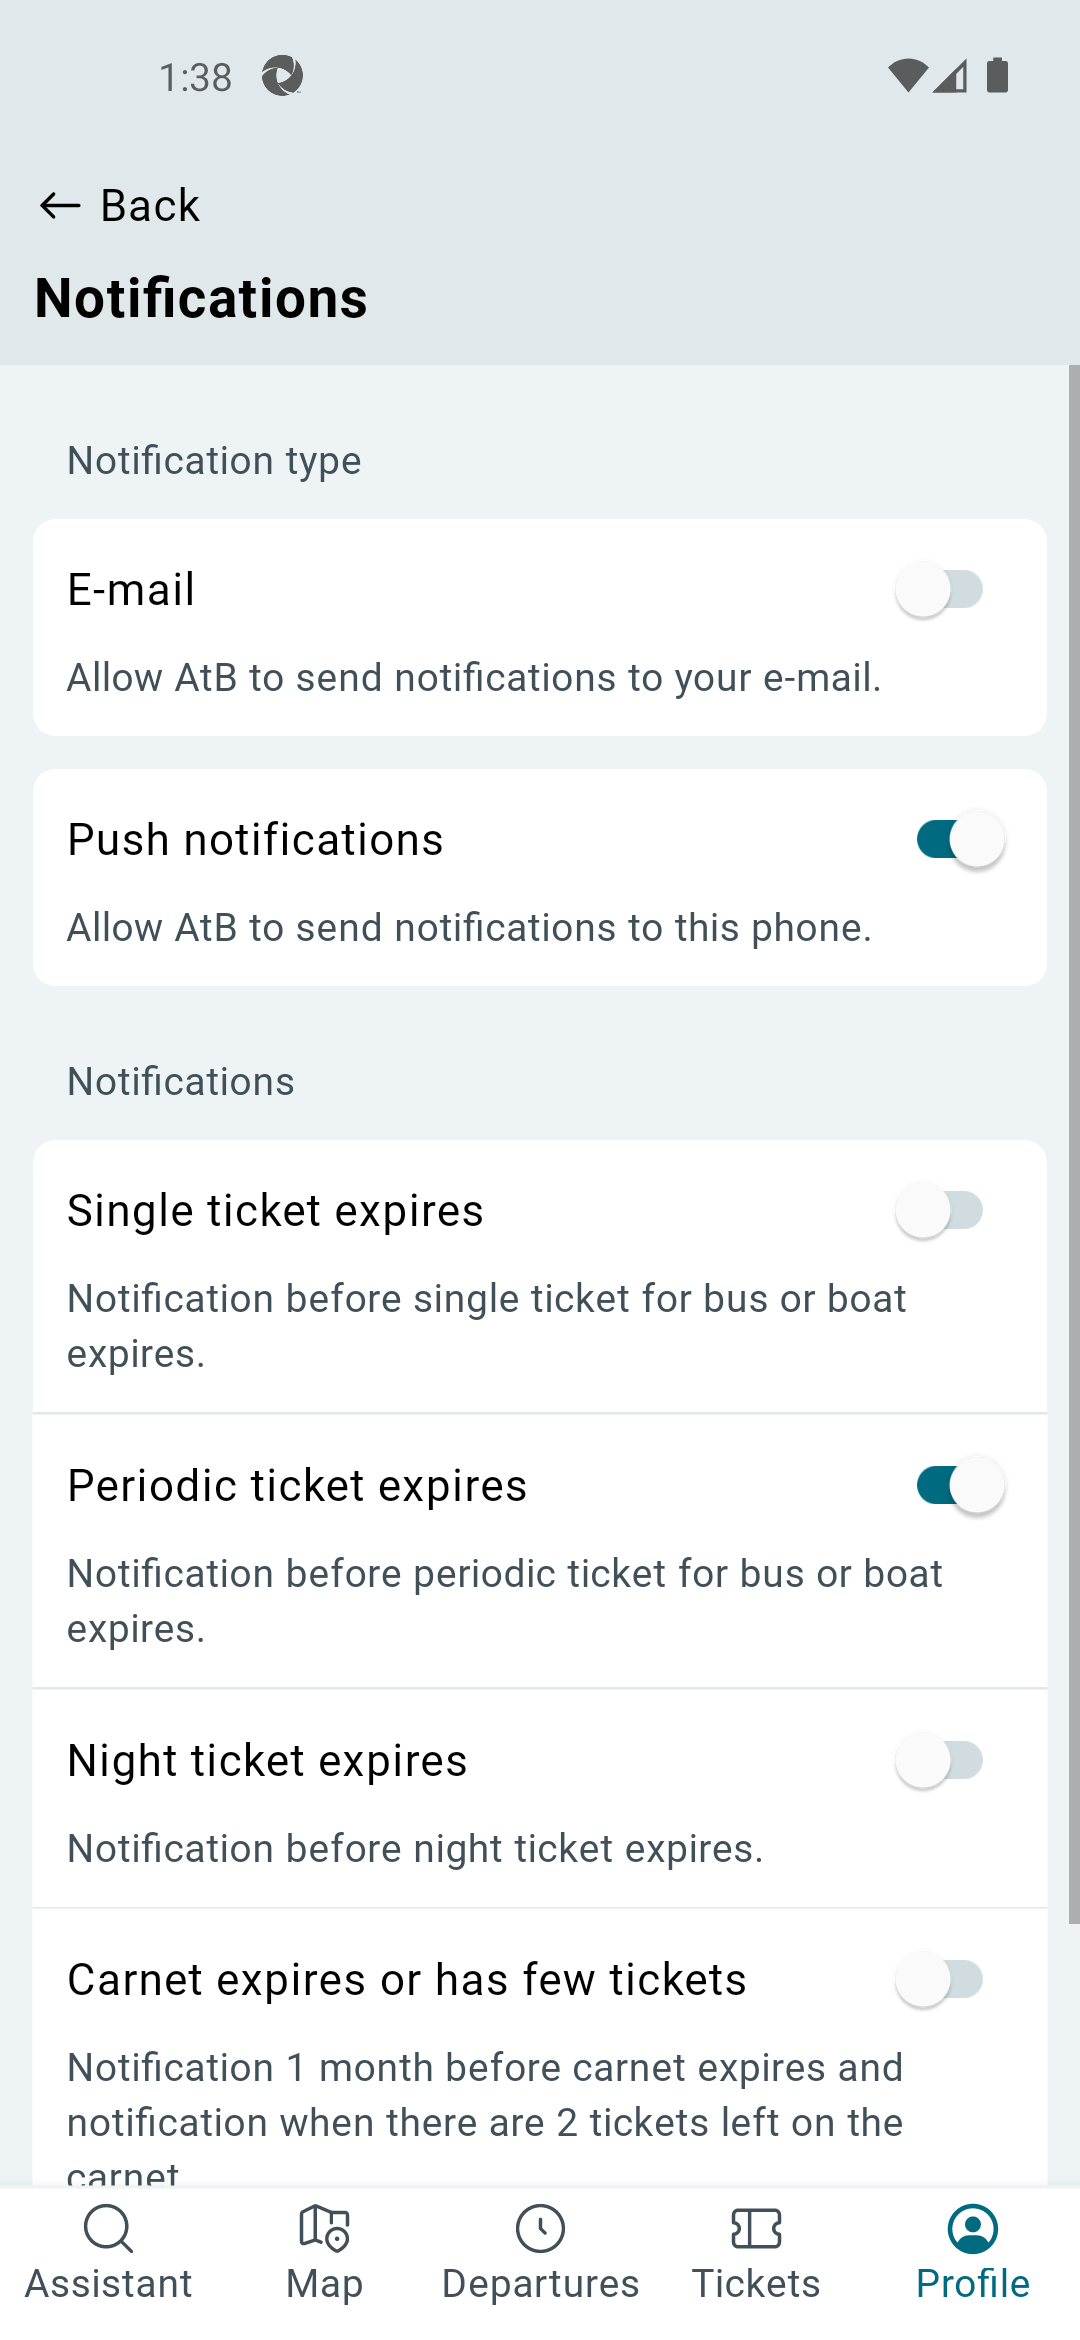 1:38
Back
Notifications
Notification type
E-mail
Allow AtB to send notifications to your e-mail.
Push notifications
Allow AtB to send notifications to this phone.
Notifications
Single ticket expires
Notification before single ticket for bus or boat
expires.
Periodic ticket expires
Notification before periodic ticket for bus or boat
expires.
Night ticket expires
Notification before night ticket expires.
Carnet expires or has few tickets
Notification 1 month before carnet expires and
notification when there are 2 tickets left on the
carnet
Assistant
Map
Departures
Tickets
Profile